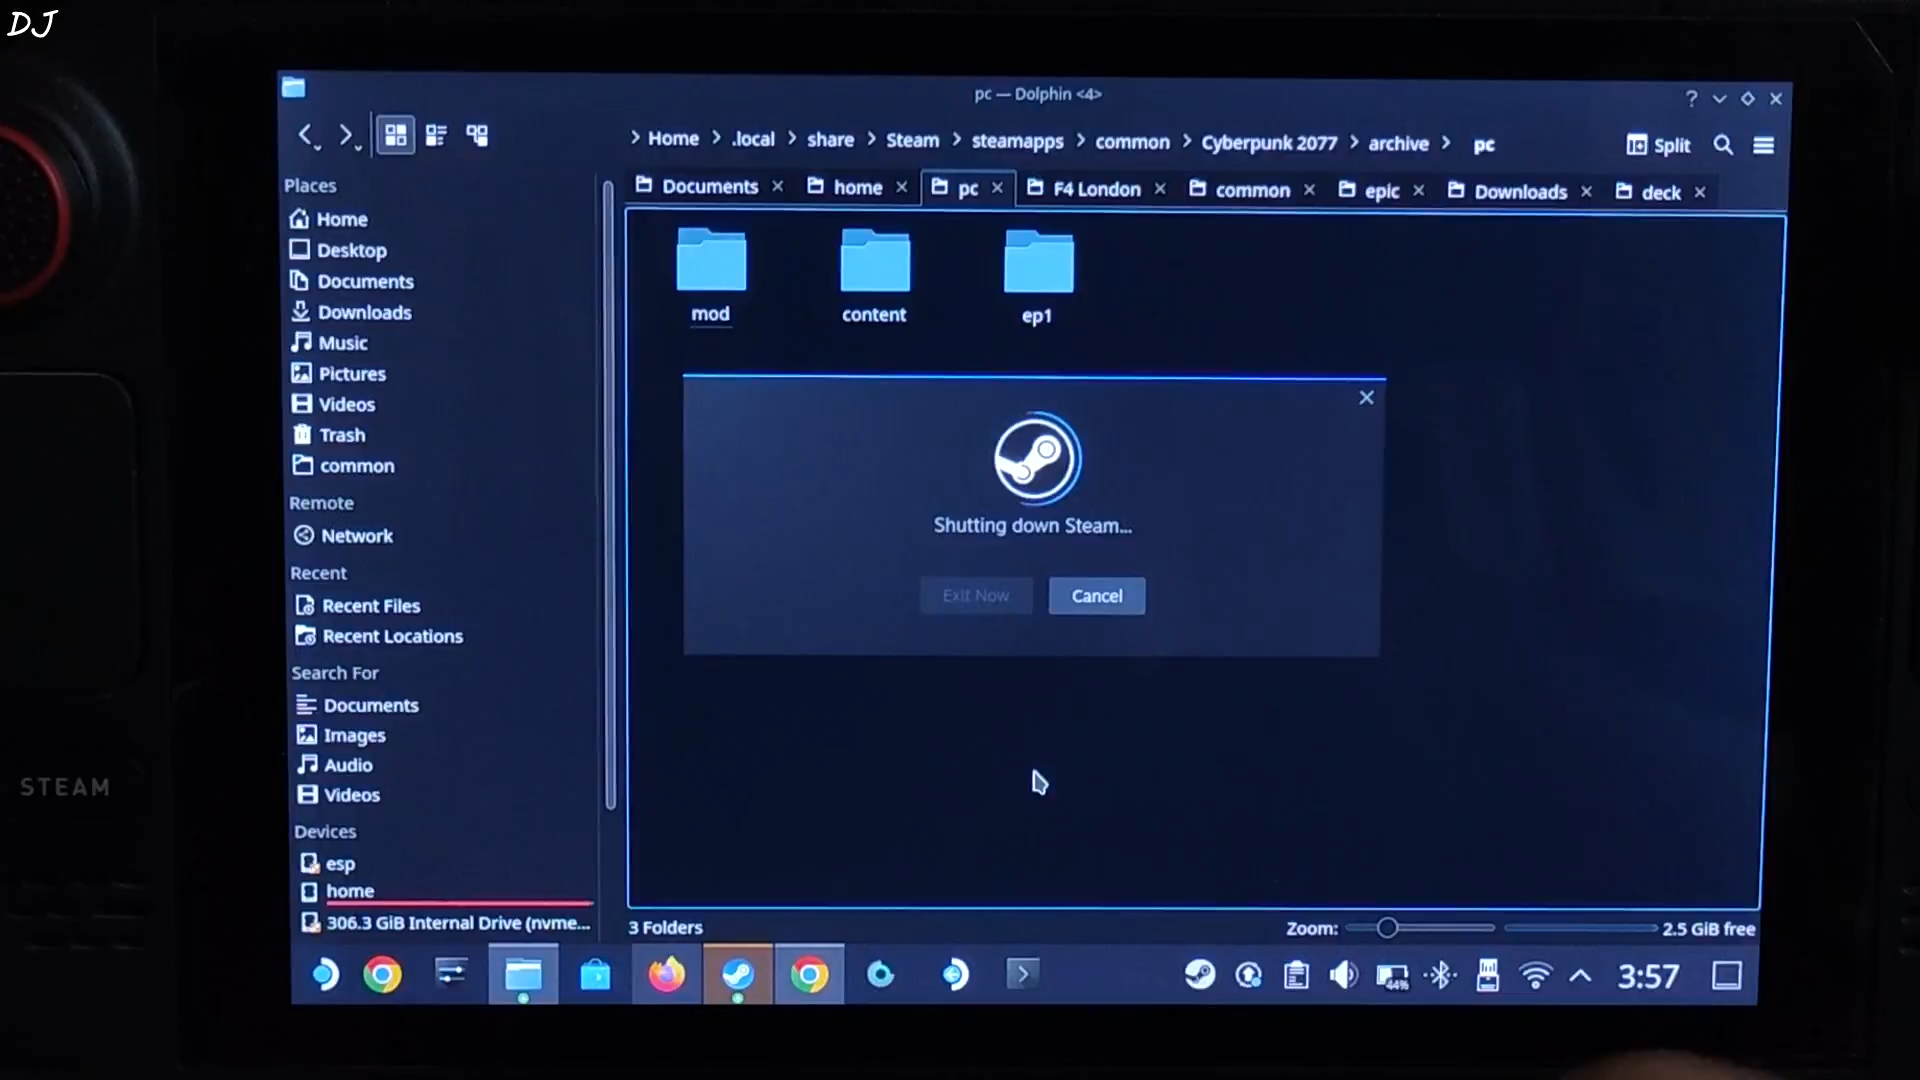 DJ
pc — Dolphin <4>
Home > .local > share > Steam > steamapps > common > Cyberpunk 2077 > archive > pc
Split
Documents
home
pc
F4 London
common
epic
Downloads
deck
Places
Home
Desktop
Documents
Downloads
Music
Pictures
Videos
Trash
common
Remote
Network
Recent
Recent Files
Recent Locations
Search For
Documents
Images
Audio
Videos
Devices
esp
home
306.3 GiB Internal Drive (nvme...
mod
content
ep1
Shutting down Steam...
Exit Now
Cancel
3 Folders
Zoom:
2.5 GiB free
44%
3:57
STEAM